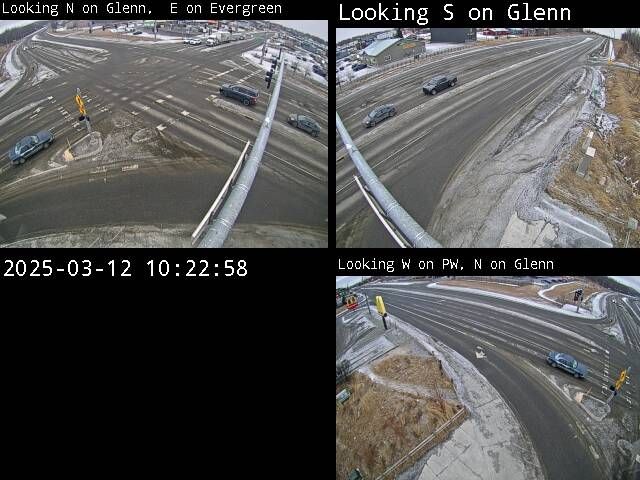 Looking N on Glenn,  E on Evergreen
Looking S on Glenn
2025-03-12 10:22:58
Looking W on PW, N on Glenn